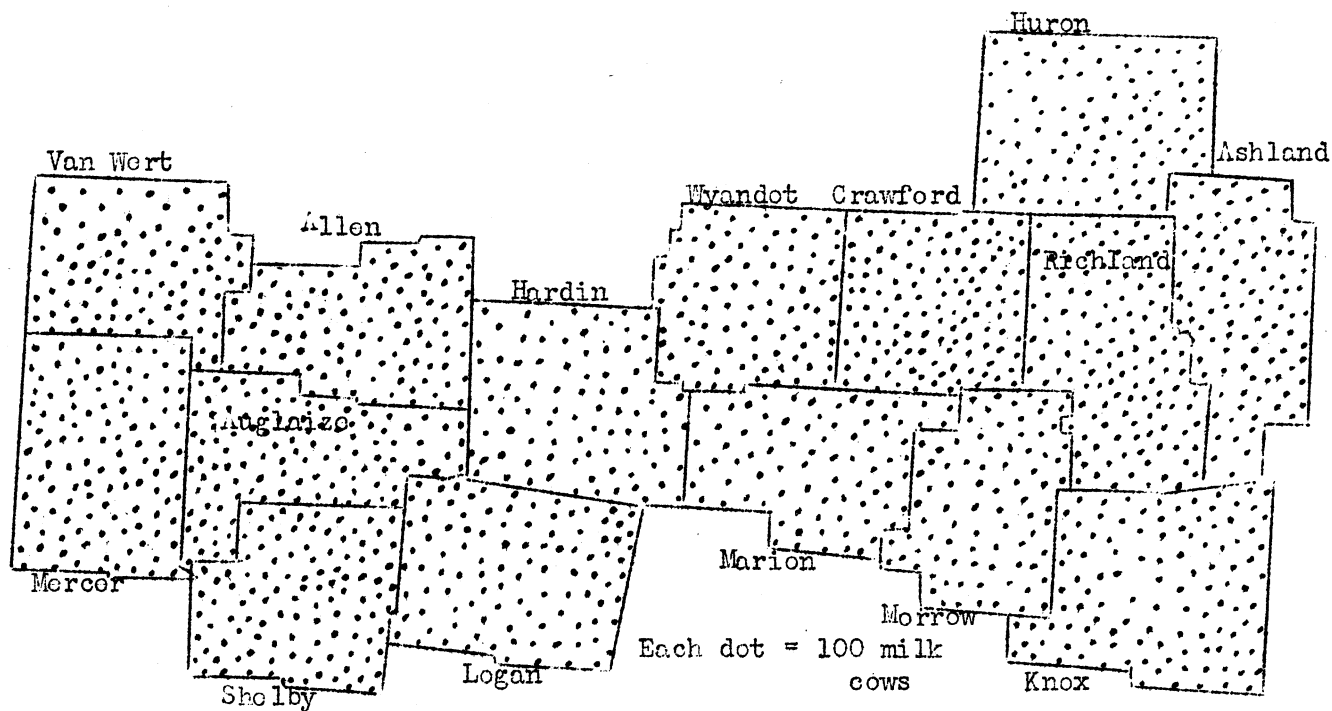 Huron
Ashland
Van Wert
Wyandot Crawford
Allen
Richland
Hardin
Auglaize
Marion
Mercer
Morrow
Each dot = 100 milk
cows
Logan
Knox
Shelby